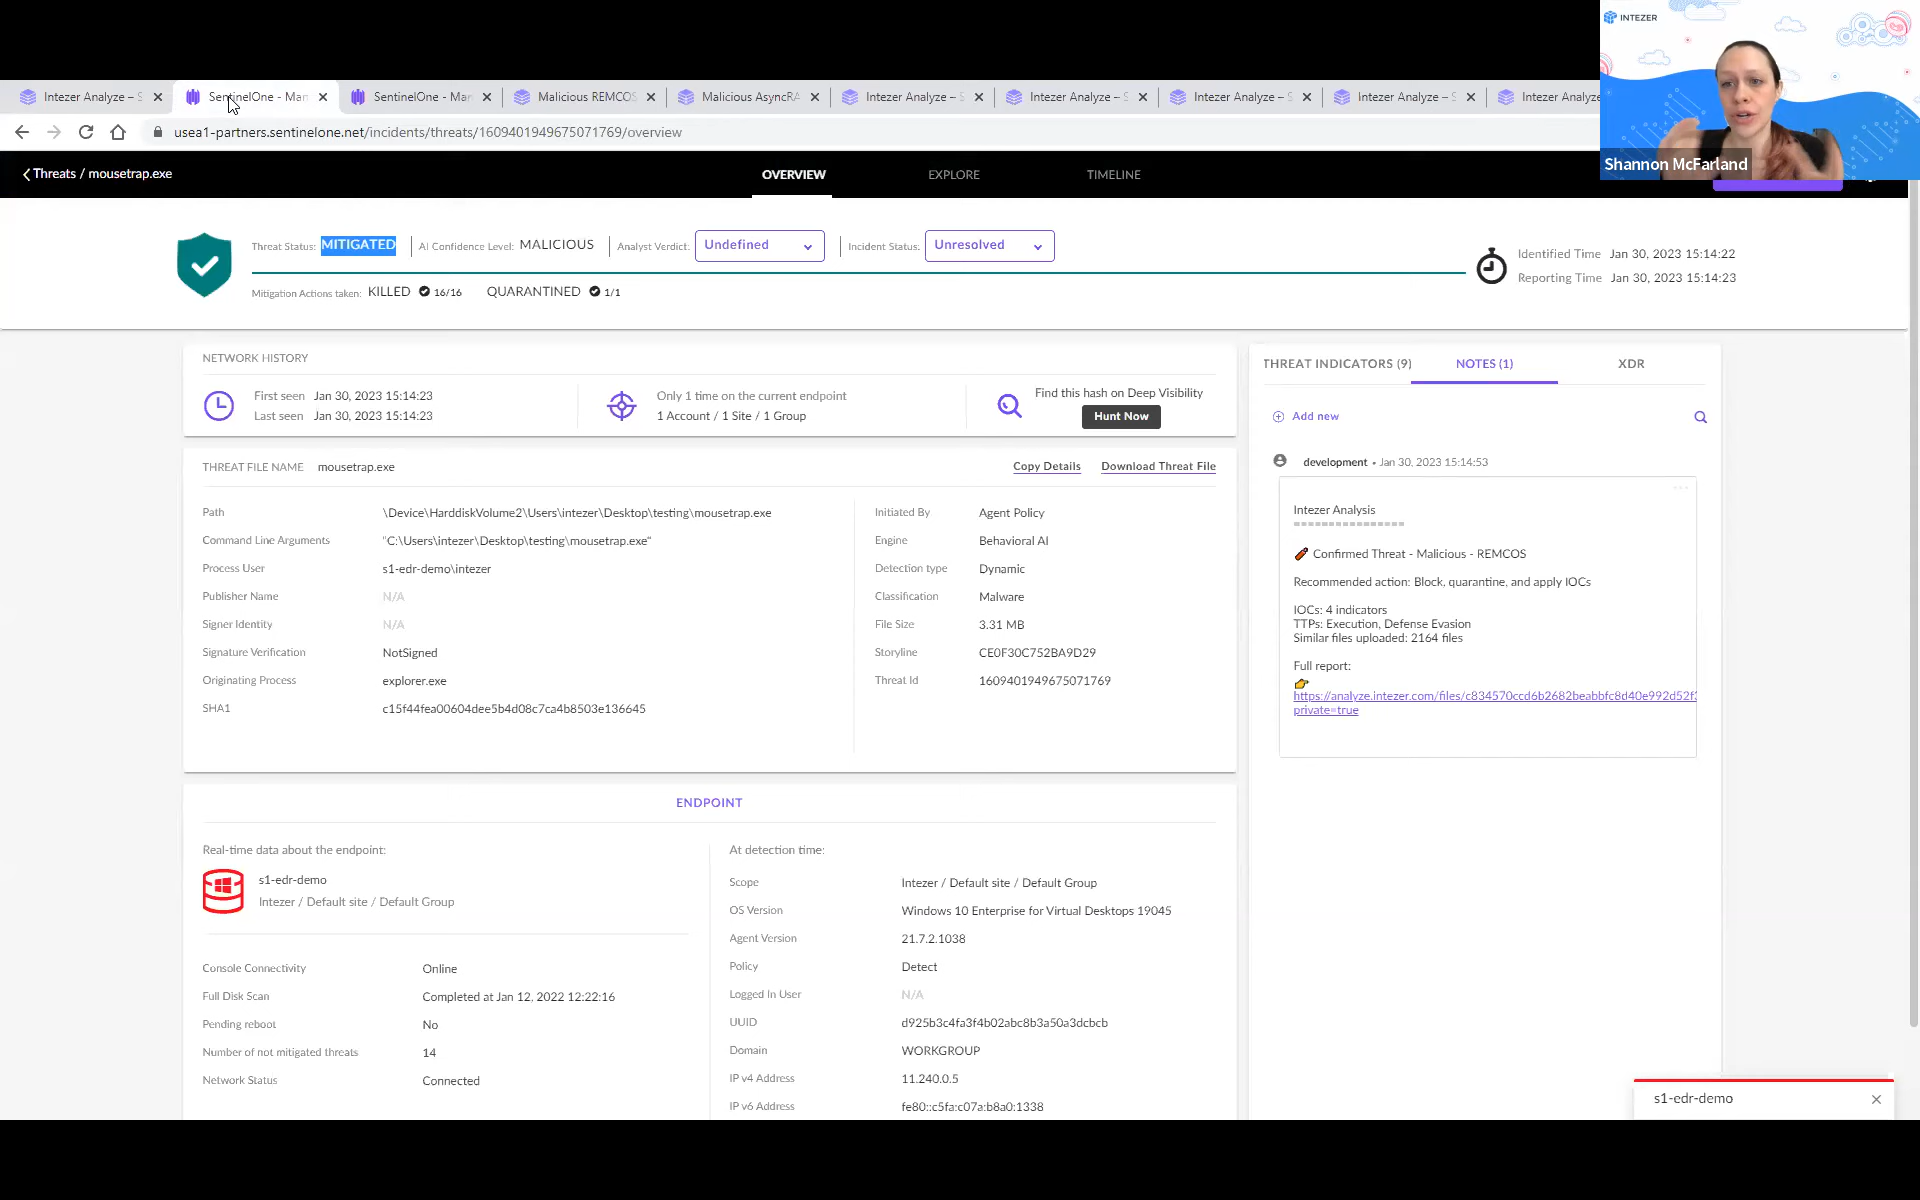 INTEZER
Shannon McFarland
Intezer Analyze – S
SentinelOne - Man
SentinelOne - Man
Malicious REMCOS
Malicious AsyncRA
Intezer Analyze – S
Intezer Analyze – S
Intezer Analyze – S
Intezer Analyze – S
Intezer Analyze –
usea1-partners.sentinelone.net/incidents/threats/1609401949675071769/overview
Threats / mousetrap.exe
OVERVIEW
EXPLORE
TIMELINE
Threat Status: MITIGATED
AI Confidence Level: MALICIOUS
Analyst Verdict: Undefined
Incident Status: Unresolved
Mitigation Actions taken: KILLED 16/16 QUARANTINED 1/1
Identified Time Jan 30, 2023 15:14:22
Reporting Time Jan 30, 2023 15:14:23
NETWORK HISTORY
First seen Jan 30, 2023 15:14:23
Last seen Jan 30, 2023 15:14:23
Only 1 time on the current endpoint
1 Account / 1 Site / 1 Group
Find this hash on Deep Visibility
Hunt Now
THREAT FILE NAME mousetrap.exe
Copy Details
Download Threat File
Path \Device\HarddiskVolume2\Users\intezer\Desktop\testing\mousetrap.exe
Command Line Arguments "C:\Users\intezer\Desktop\testing\mousetrap.exe"
Process User s1-edr-demo\intezer
Publisher Name N/A
Signer Identity N/A
Signature Verification NotSigned
Originating Process explorer.exe
SHA1 c15f44fea00604dee5b4d08c7ca4b8503e136645
Initiated By Agent Policy
Engine Behavioral AI
Detection type Dynamic
Classification Malware
File Size 3.31 MB
Storyline CE0F30C752BA9D29
Threat Id 1609401949675071769
ENDPOINT
Real-time data about the endpoint:
s1-edr-demo
Intezer / Default site / Default Group
Console Connectivity Online
Full Disk Scan Completed at Jan 12, 2022 12:22:16
Pending reboot No
Number of not mitigated threats 14
Network Status Connected
At detection time:
Scope Intezer / Default site / Default Group
OS Version Windows 10 Enterprise for Virtual Desktops 19045
Agent Version 21.7.2.1038
Policy Detect
Logged In User N/A
UUID d925b3c4fa3f4b02abc8b3a50a3dcbcb
Domain WORKGROUP
IP v4 Address 11.240.0.5
IP v6 Address fe80::c5fa:c07a:b8a0:1338
THREAT INDICATORS (9)
NOTES (1)
XDR
Add new
development • Jan 30, 2023 15:14:53
Intezer Analysis
================
Confirmed Threat - Malicious - REMCOS
Recommended action: Block, quarantine, and apply IOCs
IOCs: 4 indicators
TTPs: Execution, Defense Evasion
Similar files uploaded: 2164 files
Full report:
https://analyze.intezer.com/files/c834570ccd6b2682beabbfc8d40e992d52f
private=true
s1-edr-demo